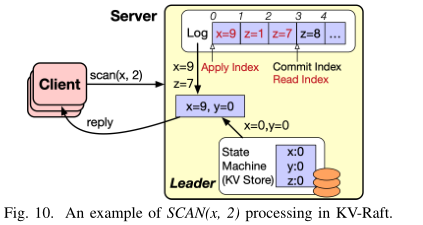 Server
0 1 2 3 4
Log x=9 z=1 z=7 z=8 ...
x=9
z=7
Apply Index
Commit Index
Read Index
Client
scan(x, 2)
x=9, y=0
reply
x=0,y=0
State
Machine
(KV Store)
x:0
y:0
z:0
Leader
Fig. 10. An example of SCAN(x, 2) processing in KV-Raft.